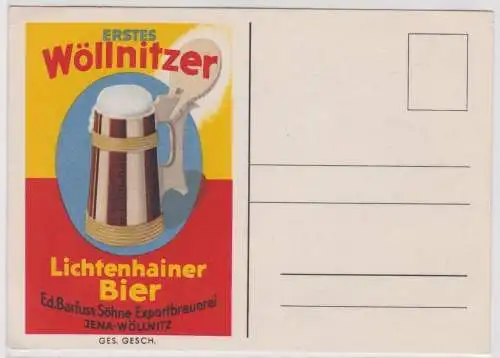 ERSTES
Wöllnitzer
Lichtenhainer
Bier
Ed. Barfuss Söhne Exportbrauerei
JENA-WÖLLNITZ
GES. GESCH.